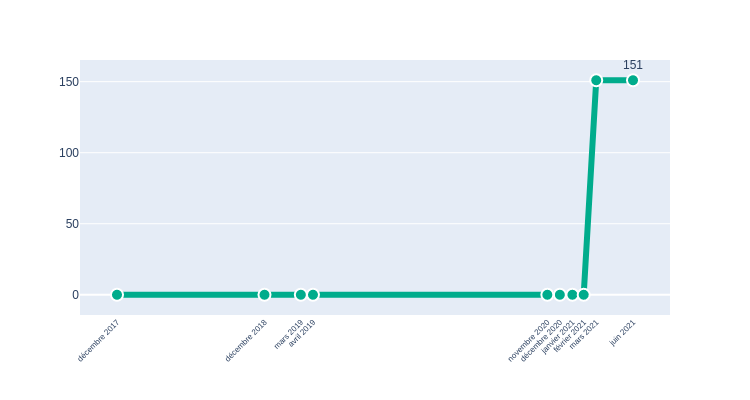 151
150
100
50
0
décembre 2017
décembre 2018
mars 2019
avril 2019
novembre 2020
décembre 2020
janvier 2021
février 2021
mars 2021
juin 2021